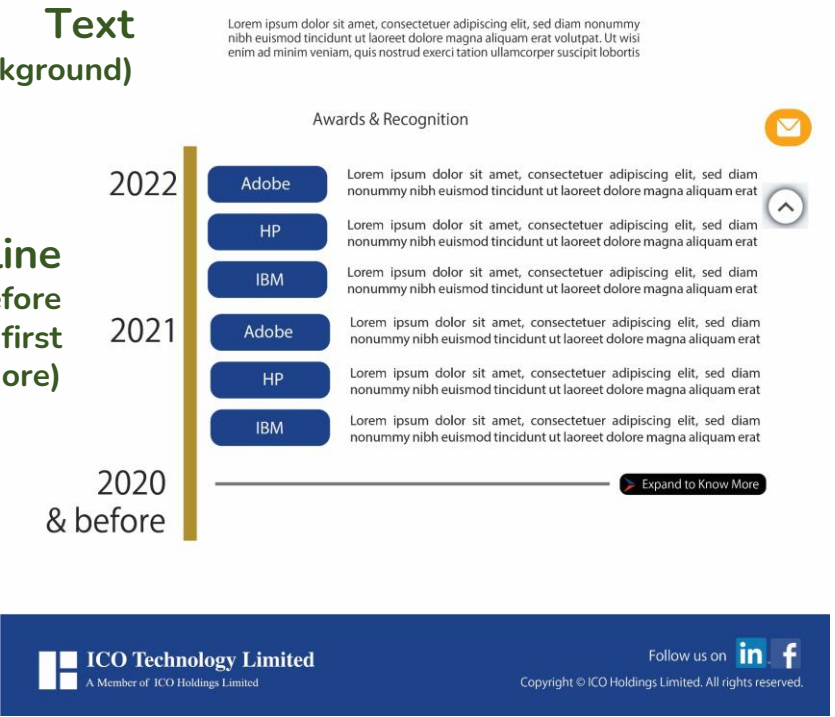 Text
kground)
Lorem ipsum dolor sit amet, consectetuer adipiscing elit, sed diam nonummy
nibh euismod tincidunt ut laoreet dolore magna aliquam erat volutpat. Ut wisi
enim ad minim veniam, quis nostrud exerci tation ullamcorper suscipit lobortis
Awards & Recognition
2022
Adobe
Lorem ipsum dolor sit amet, consectetuer adipiscing elit, sed diam
nonummy nibh euismod tincidunt ut laoreet dolore magna aliquam erat
HP
Lorem ipsum dolor sit amet, consectetuer adipiscing elit, sed diam
nonummy nibh euismod tincidunt ut laoreet dolore magna aliquam erat
IBM
Lorem ipsum dolor sit amet, consectetuer adipiscing elit, sed diam
nonummy nibh euismod tincidunt ut laoreet dolore magna aliquam erat
ine
fore
first
ore)
2021
Adobe
Lorem ipsum dolor sit amet, consectetuer adipiscing elit, sed diam
nonummy nibh euismod tincidunt ut laoreet dolore magna aliquam erat
HP
Lorem ipsum dolor sit amet, consectetuer adipiscing elit, sed diam
nonummy nibh euismod tincidunt ut laoreet dolore magna aliquam erat
IBM
Lorem ipsum dolor sit amet, consectetuer adipiscing elit, sed diam
nonummy nibh euismod tincidunt ut laoreet dolore magna aliquam erat
2020
& before
Expand to Know More
ICO Technology Limited
A Member of ICO Holdings Limited
Follow us on in f
Copyright © ICO Holdings Limited. All rights reserved.